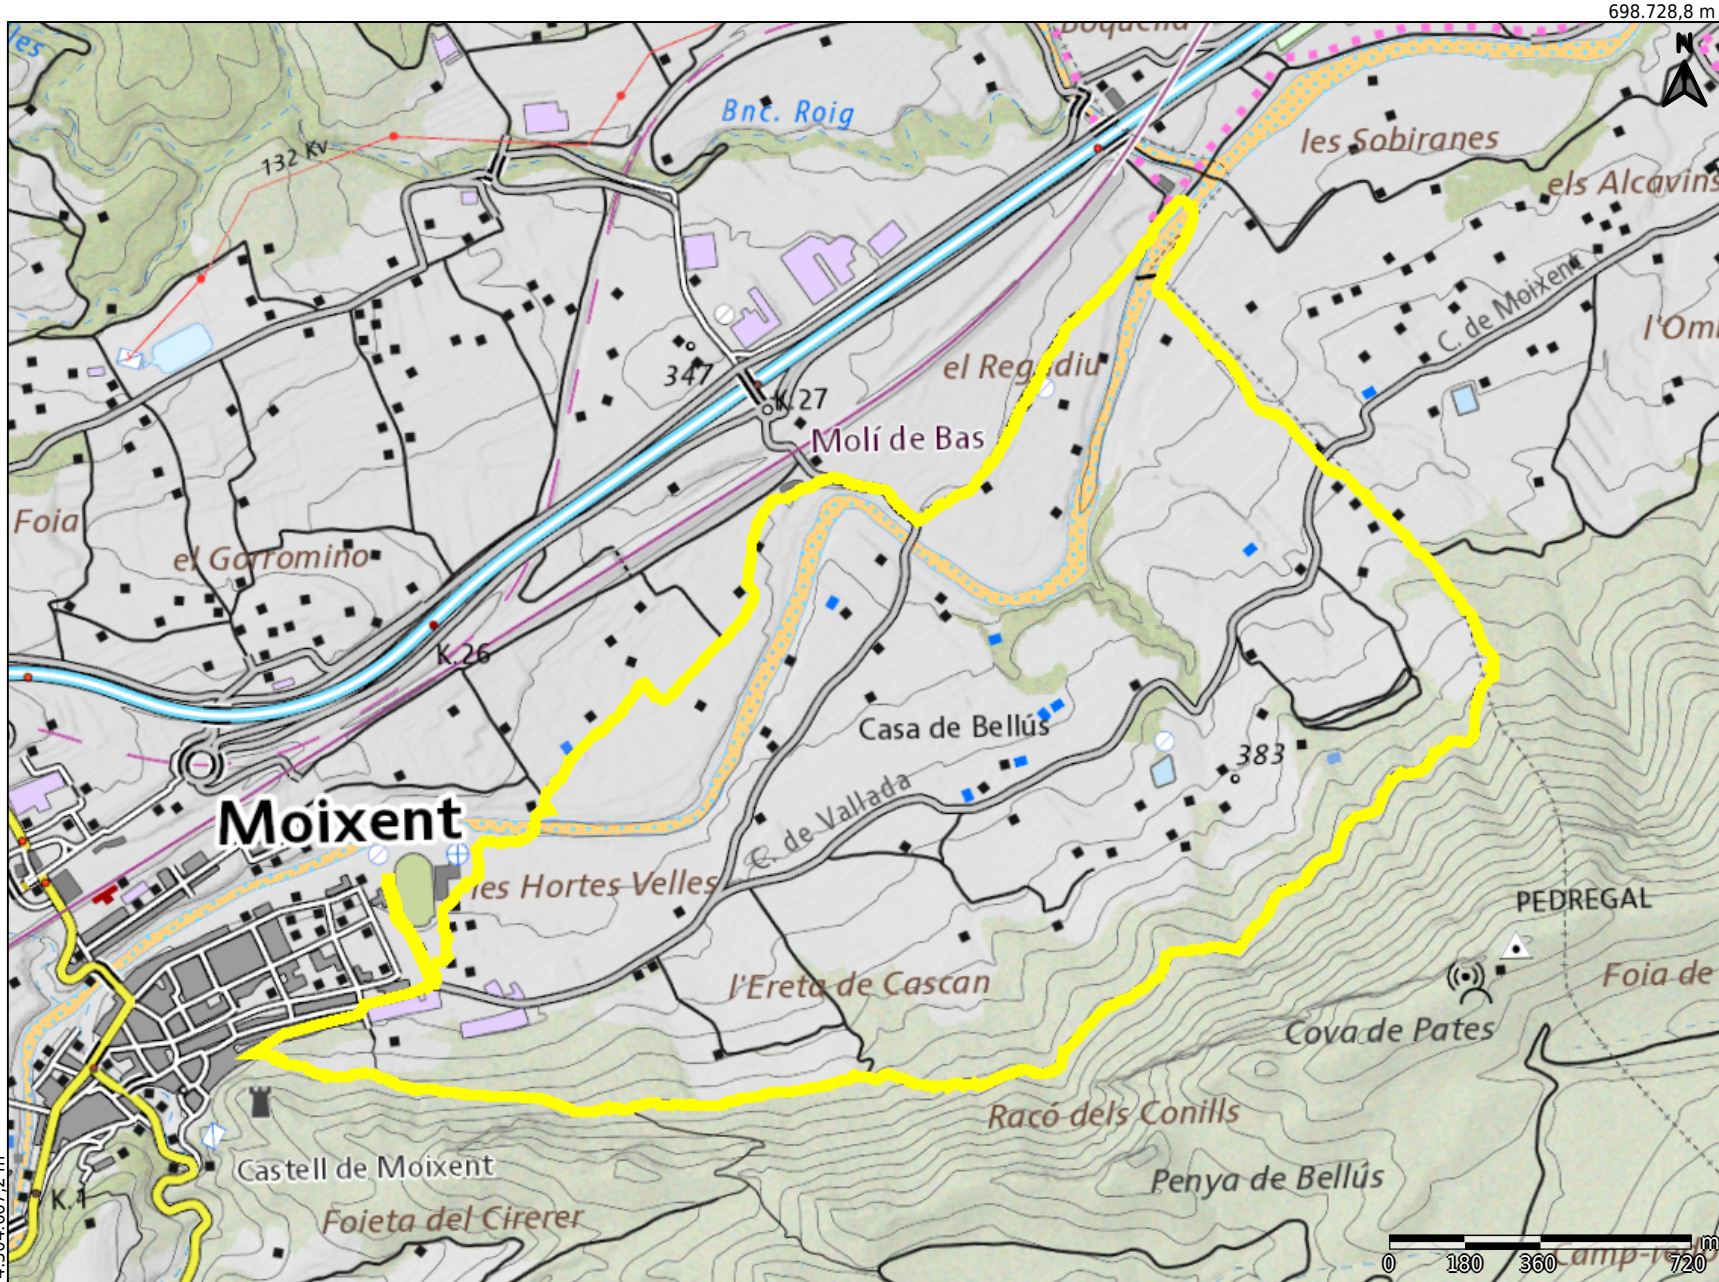 698.728,8 m
N
les
Boquella
Bnc. Roig
132 Kv
les Sobiranes
els Alcavins
C. de Moixent
l'Om
el Regadiu
347
K.27
Molí de Bas
Foia
el Garromino
K.26
Casa de Bellús
383
Moixent
C. de Vallada
les Hortes Velles
PEDREGAL
l'Ereta de Cascan
Foia de
Cova de Pates
Racó dels Conills
Castell de Moixent
Penya de Bellús
K.1
Foieta del Cirerer
m
0 180 360 720